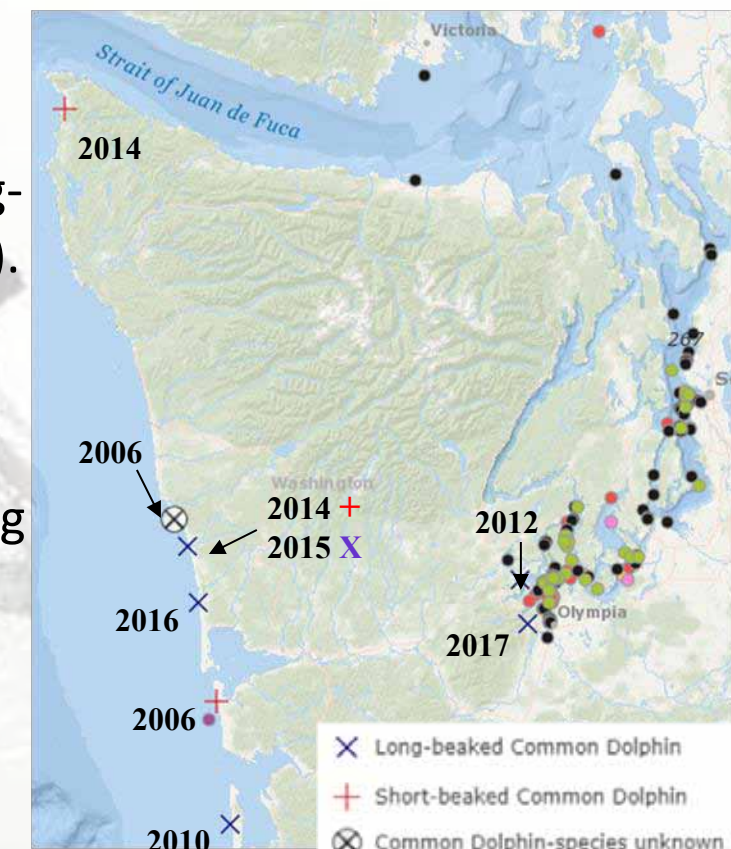 Victoria
Strait of Juan de Fuca
2014
g-
).
267
S
2006
Washington
2014 +
2015 X
g
2012
2016
Olympia
2017
2006
X Long-beaked Common Dolphin
+ Short-beaked Common Dolphin
Common Dolphin-species unknown
2010